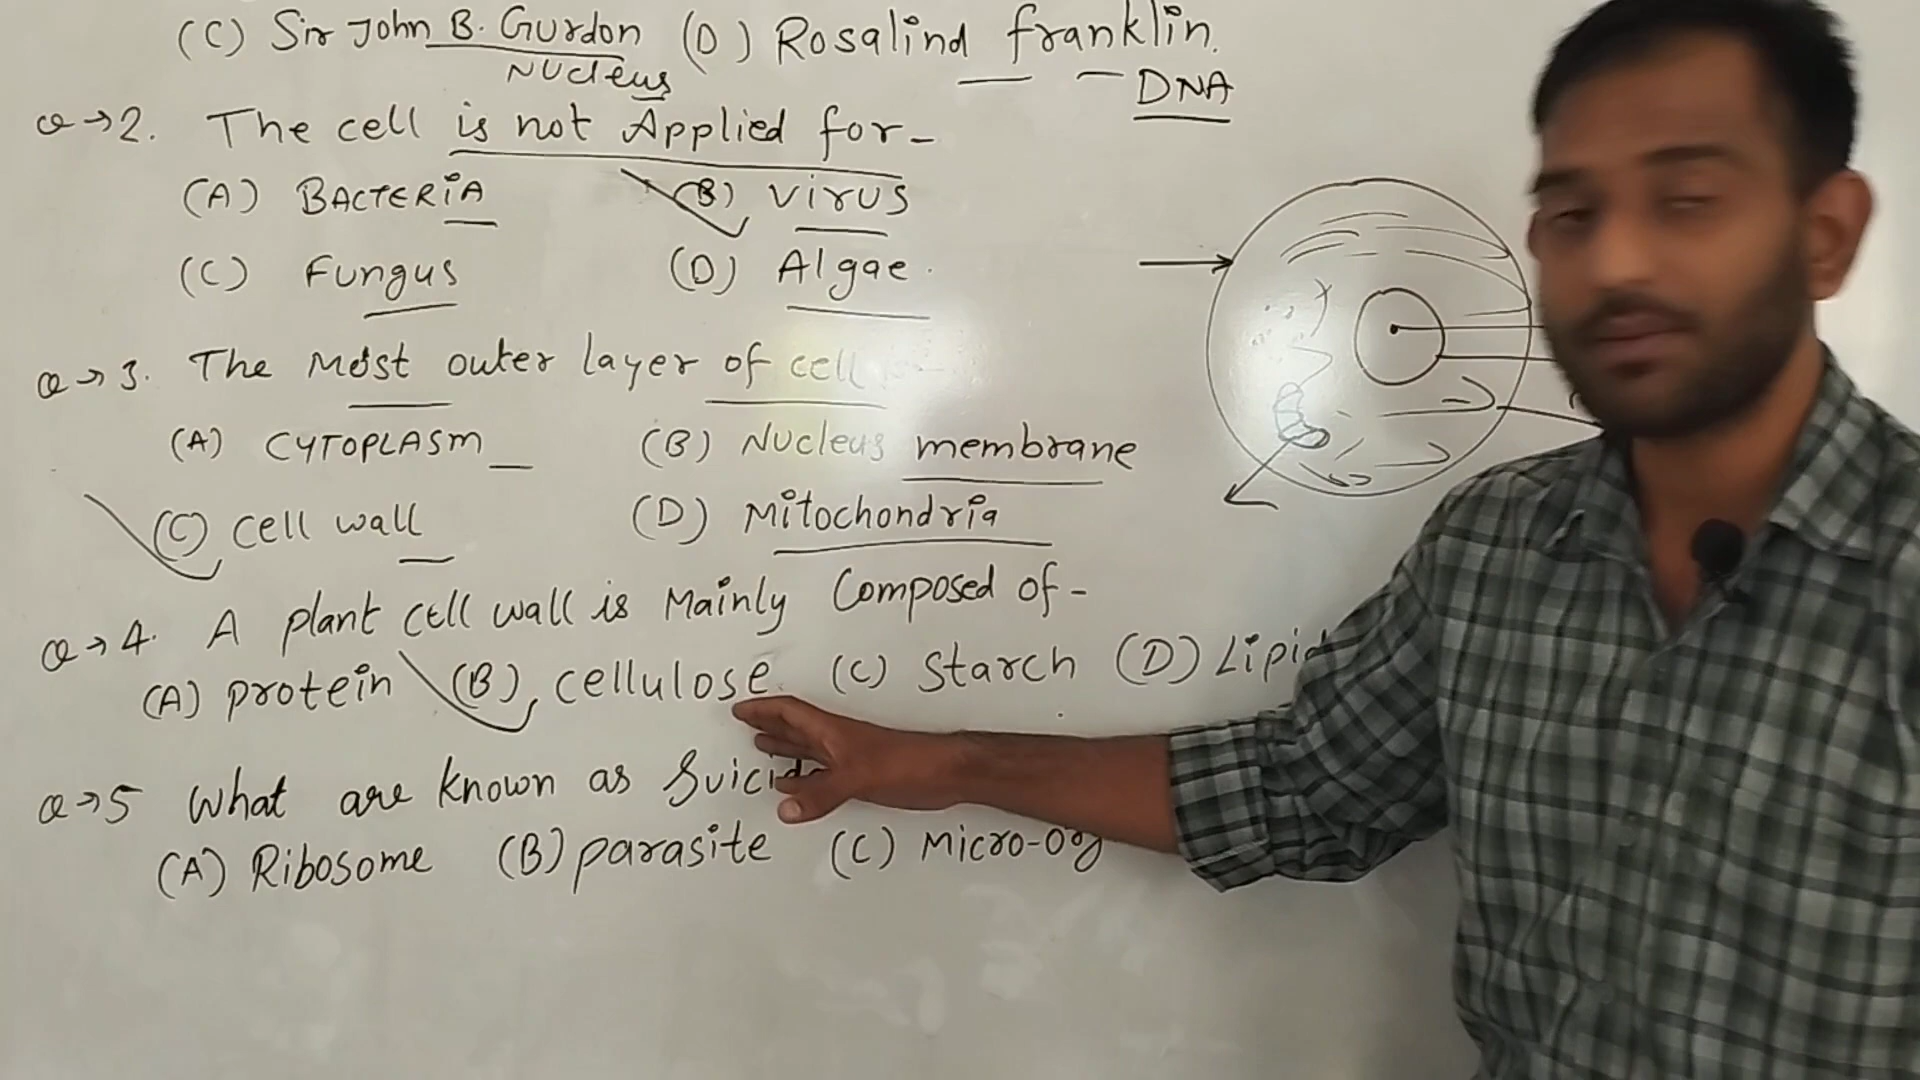 (C) Sir John B. Gurdon (D) Rosalind franklin.
Nucleus
DNA
Q→2. The cell is not Applied for-
(A) BACTERiA (B) virus
(C) Fungus (D) Algae.
Q→3. The Most outer layer of cell
(A) CYTOPLASM (B) Nucleus membrane
(C) cell wall (D) Mitochondria
Q→4. A plant cell wall is Mainly Composed of-
(A) protein (B) cellulose (C) Starch (D) Lipid
Q→5 What are known as
(A) Ribosome (B) parasite (C) Micro-org